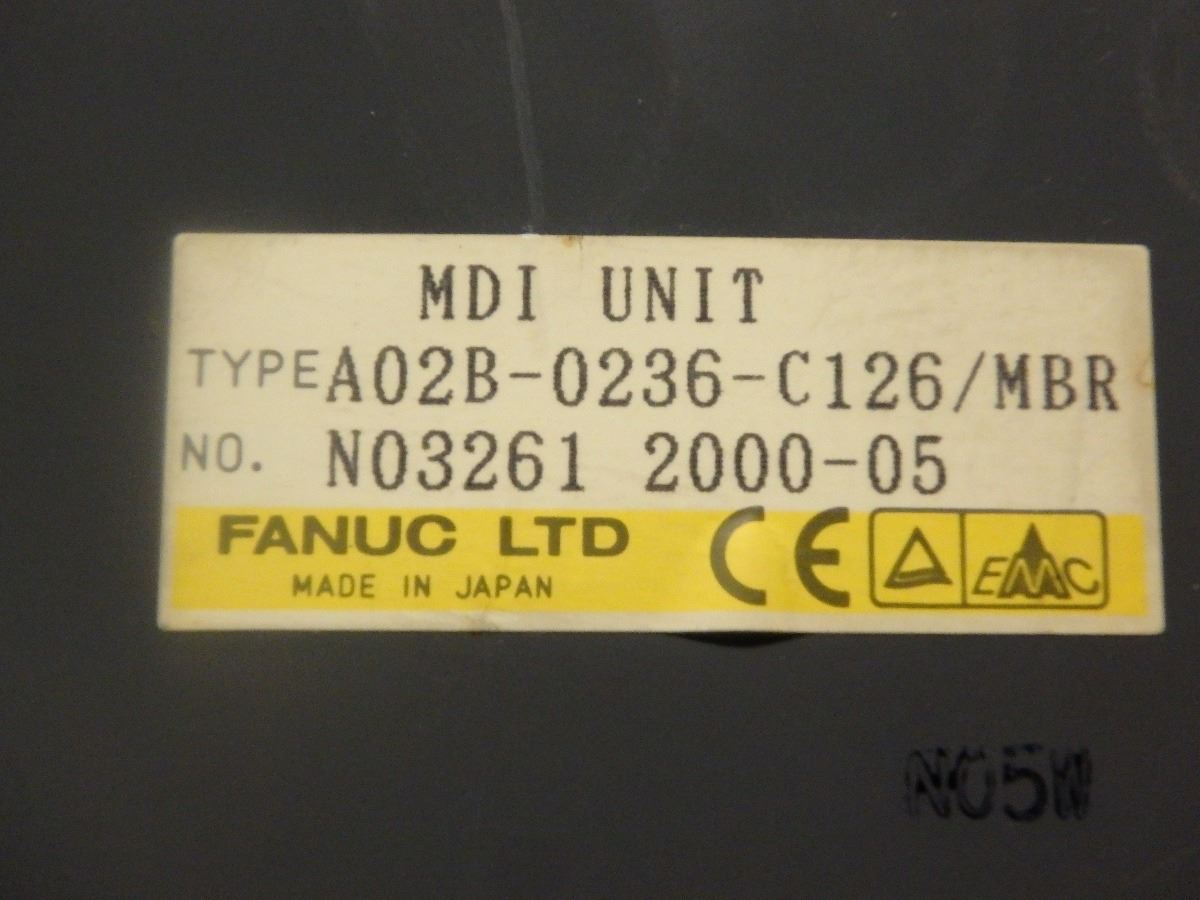 MDI UNIT
TYPE A02B-0236-C126/MBR
NO. N03261 2000-05
FANUC LTD
MADE IN JAPAN
CE
EMC
N05W